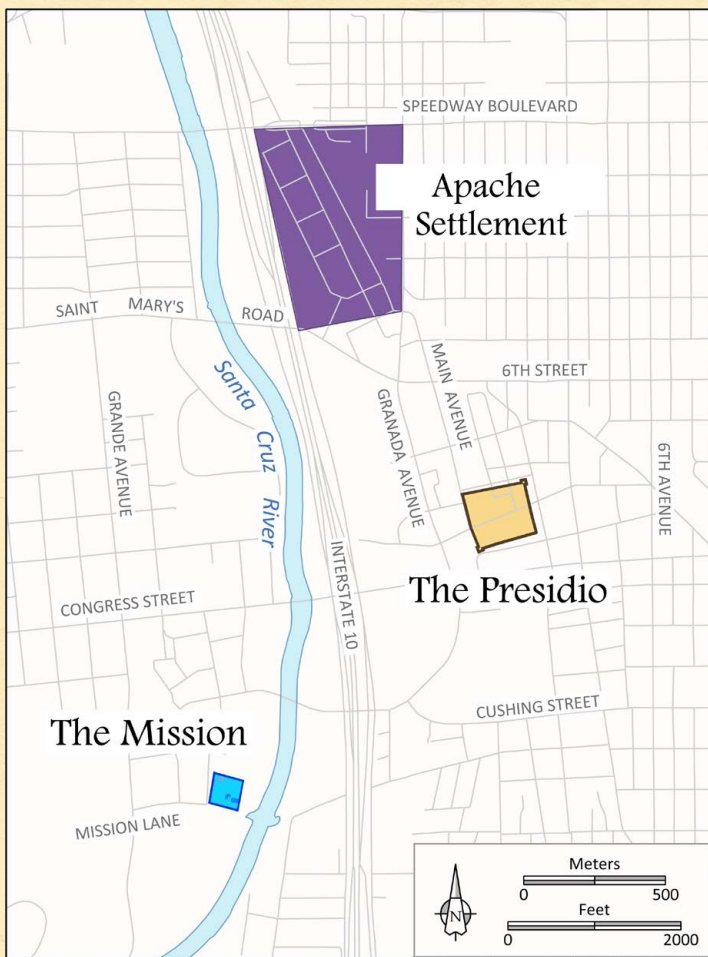 SPEEDWAY BOULEVARD
Apache
Settlement
SAINT MARY'S ROAD
MAIN AVENUE
6TH STREET
Santa Cruz River
GRANDE AVENUE
GRANADA AVENUE
6TH AVENUE
INTERSTATE 10
The Presidio
CONGRESS STREET
CUSHING STREET
The Mission
MISSION LANE
N
Meters
0 500
Feet
0 2000